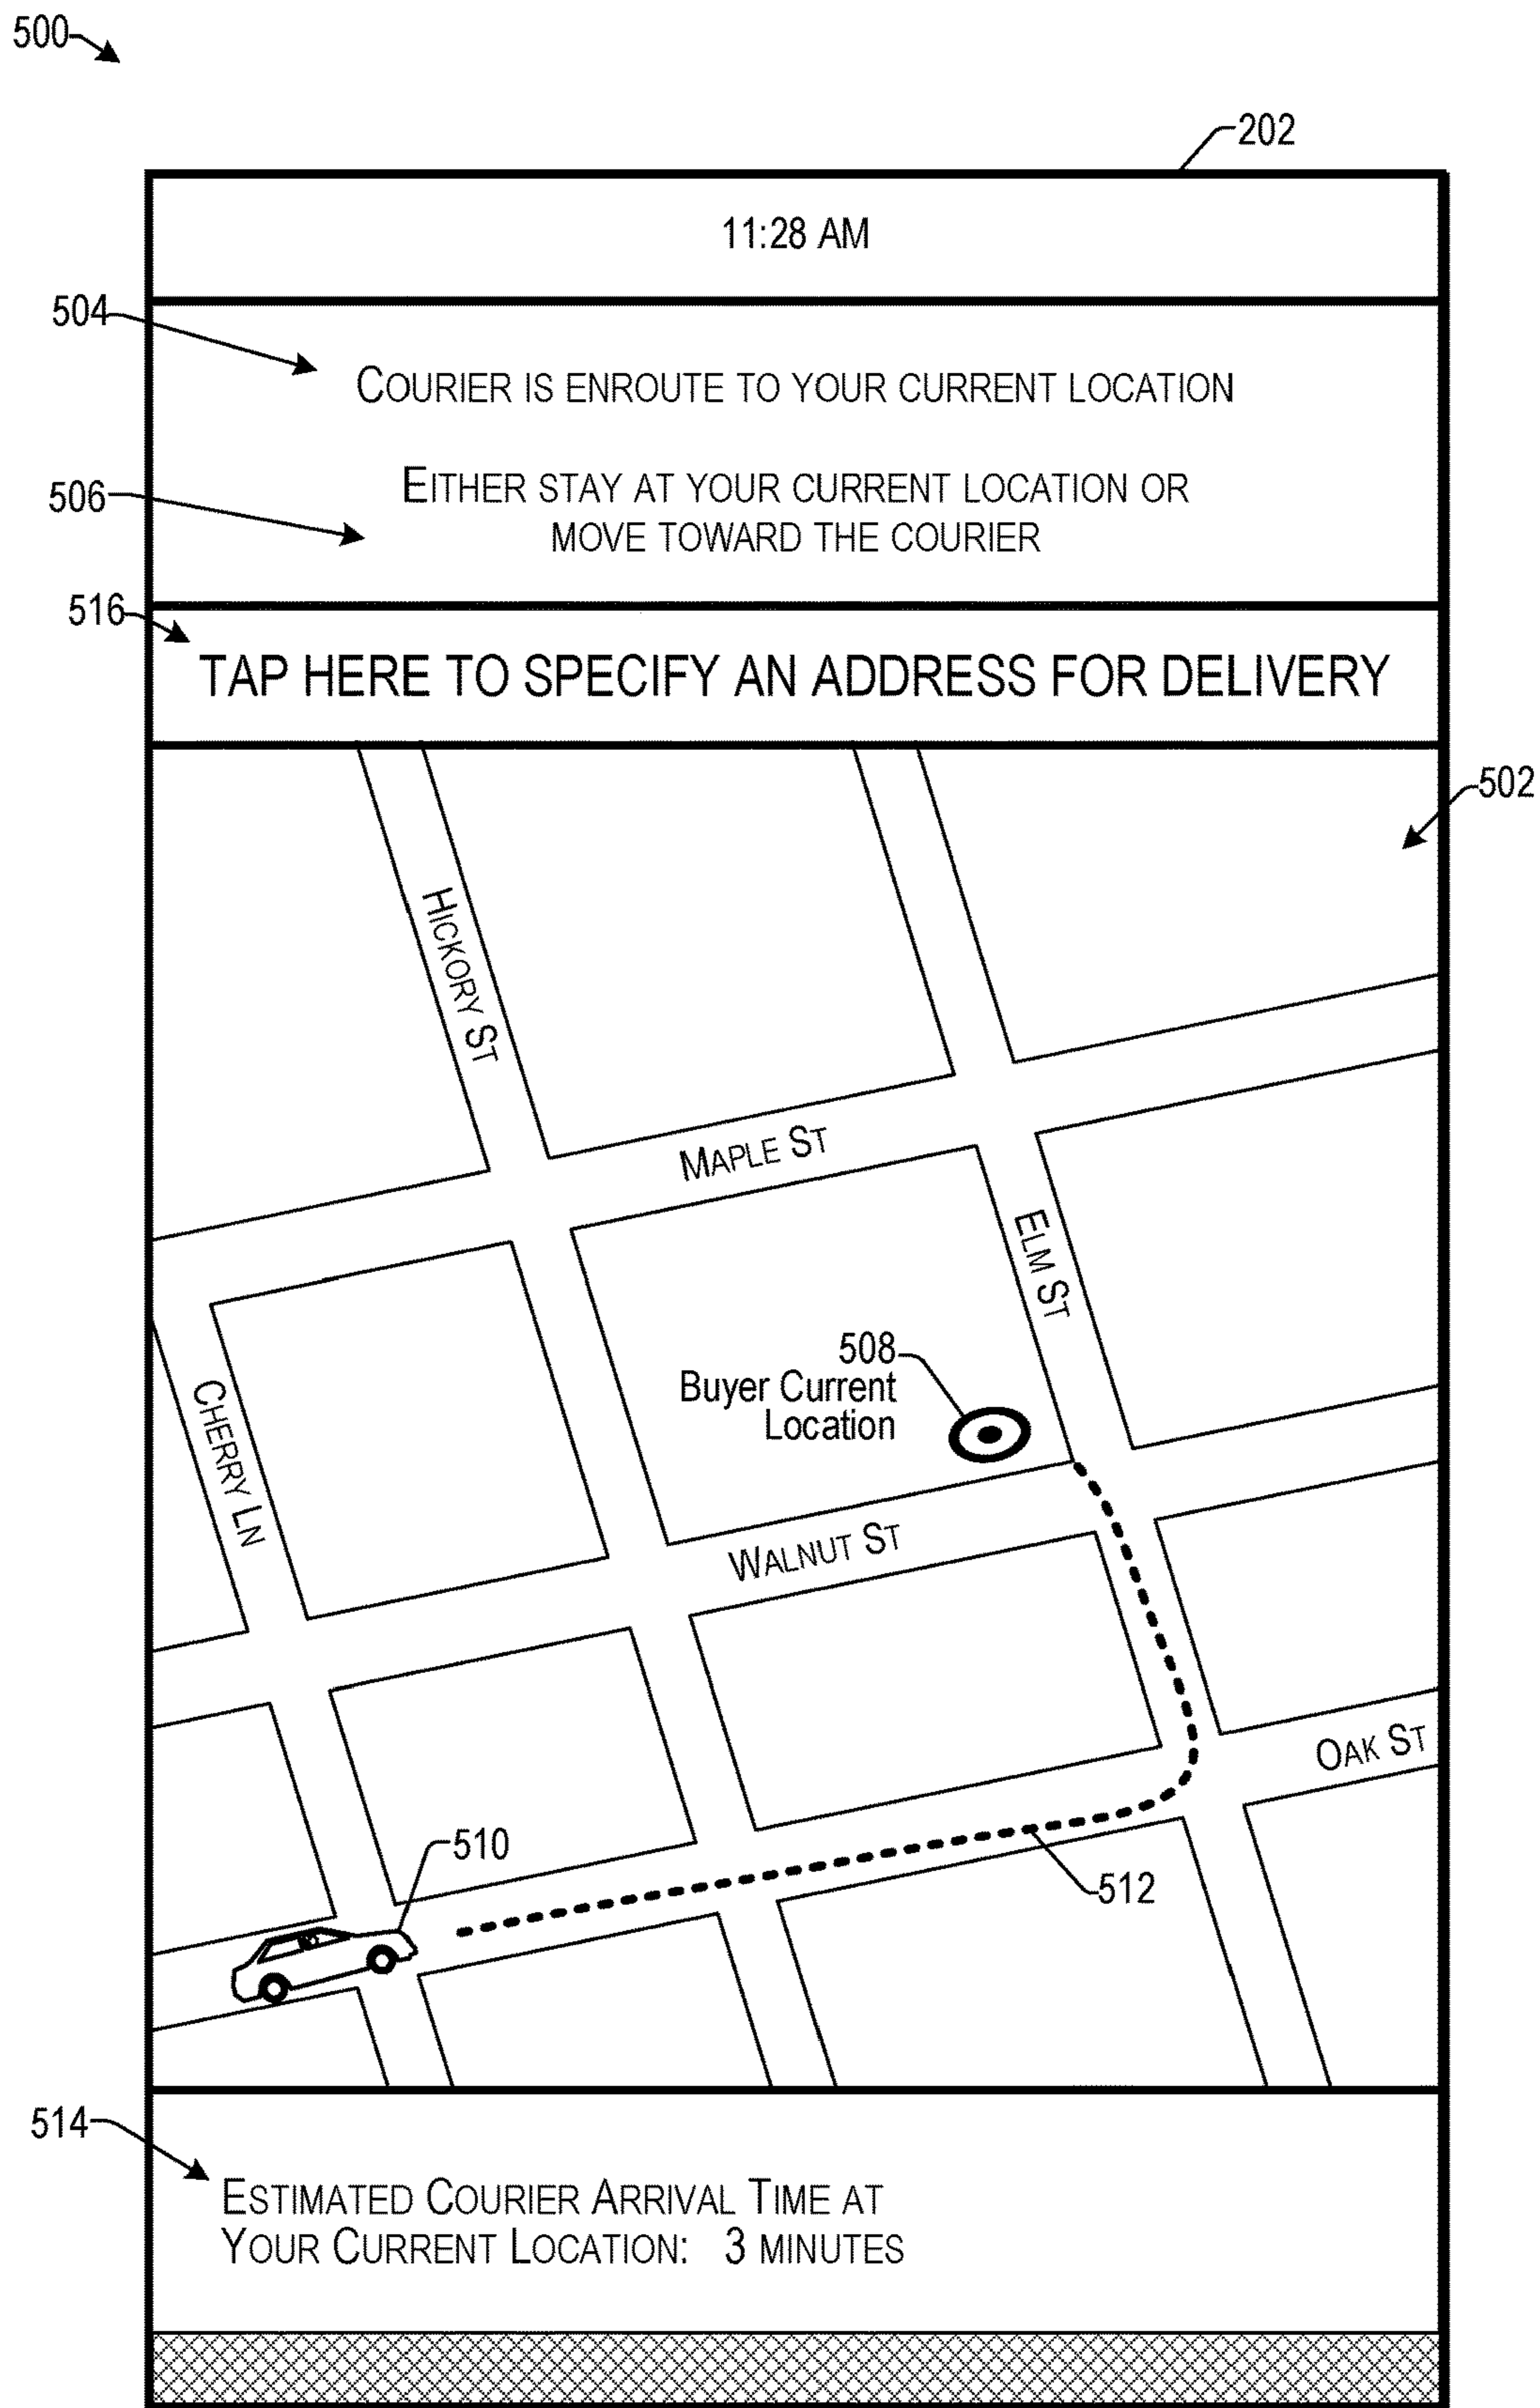 500
202
11:28 AM
504
COURIER IS ENROUTE TO YOUR CURRENT LOCATION
506
EITHER STAY AT YOUR CURRENT LOCATION OR
MOVE TOWARD THE COURIER
516
TAP HERE TO SPECIFY AN ADDRESS FOR DELIVERY
502
HICKORY ST
MAPLE ST
ELM ST
508
Buyer Current
Location
CHERRY LN
WALNUT ST
OAK ST
510
512
514
ESTIMATED COURIER ARRIVAL TIME AT
YOUR CURRENT LOCATION: 3 MINUTES